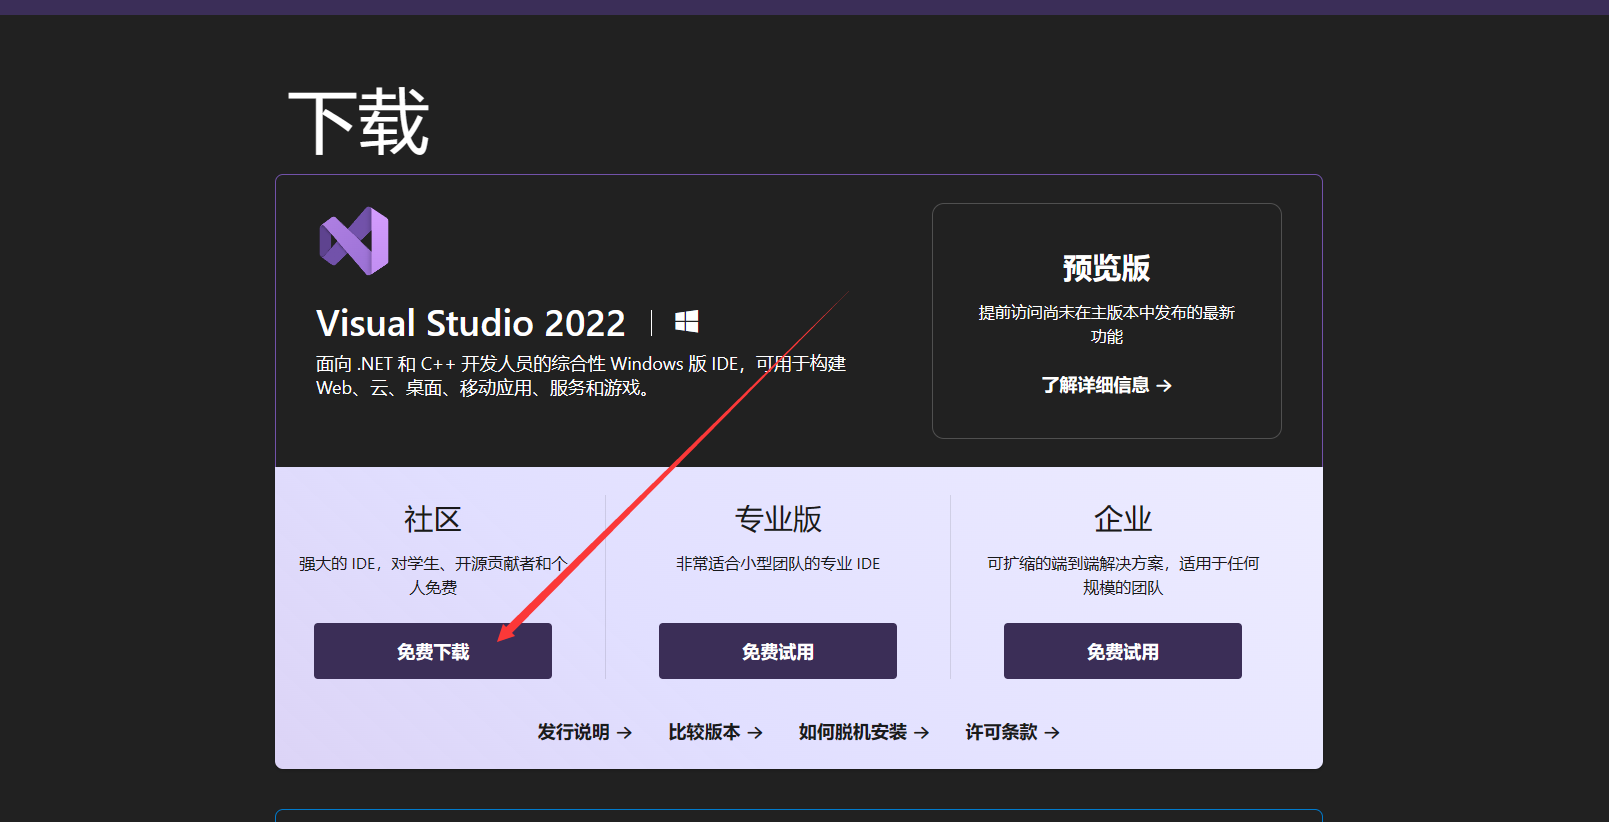 下载
Visual Studio 2022
面向 .NET 和 C++ 开发人员的综合性 Windows 版 IDE，可用于构建
Web、云、桌面、移动应用、服务和游戏。
预览版
提前访问尚未在主版本中发布的最新
功能
了解详细信息 →
社区
强大的 IDE，对学生、开源贡献者和个
人免费
免费下载
专业版
非常适合小型团队的专业 IDE
免费试用
企业
可扩缩的端到端解决方案，适用于任何
规模的团队
免费试用
发行说明 →
比较版本 →
如何脱机安装 →
许可条款 →